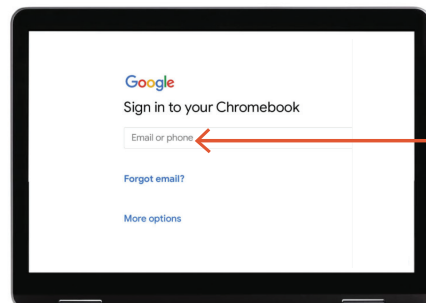 Google
Sign in to your Chromebook
Email or phone
Forgot email?
More options